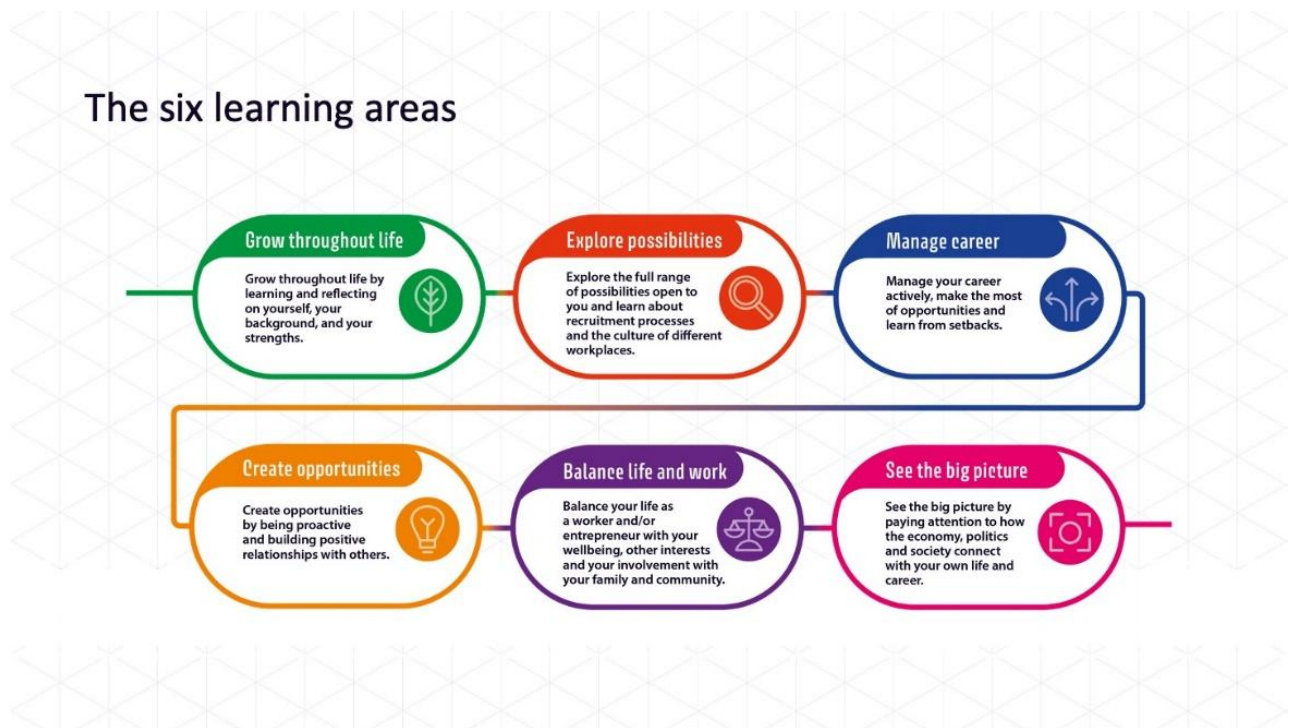 The six learning areas
Grow throughout life
Grow throughout life by
learning and reflecting
on yourself, your
background, and your
strengths.
Explore possibilities
Explore the full range
of possibilities open to
you and learn about
recruitment processes
and the culture of different
workplaces.
Manage career
Manage your career
actively, make the most
of opportunities and
learn from setbacks.
Create opportunities
Create opportunities
by being proactive
and building positive
relationships with others.
Balance life and work
Balance your life as
a worker and/or
entrepreneur with your
wellbeing, other interests
and your involvement with
your family and community.
See the big picture
See the big picture by
paying attention to how
the economy, politics
and society connect
with your own life and
career.